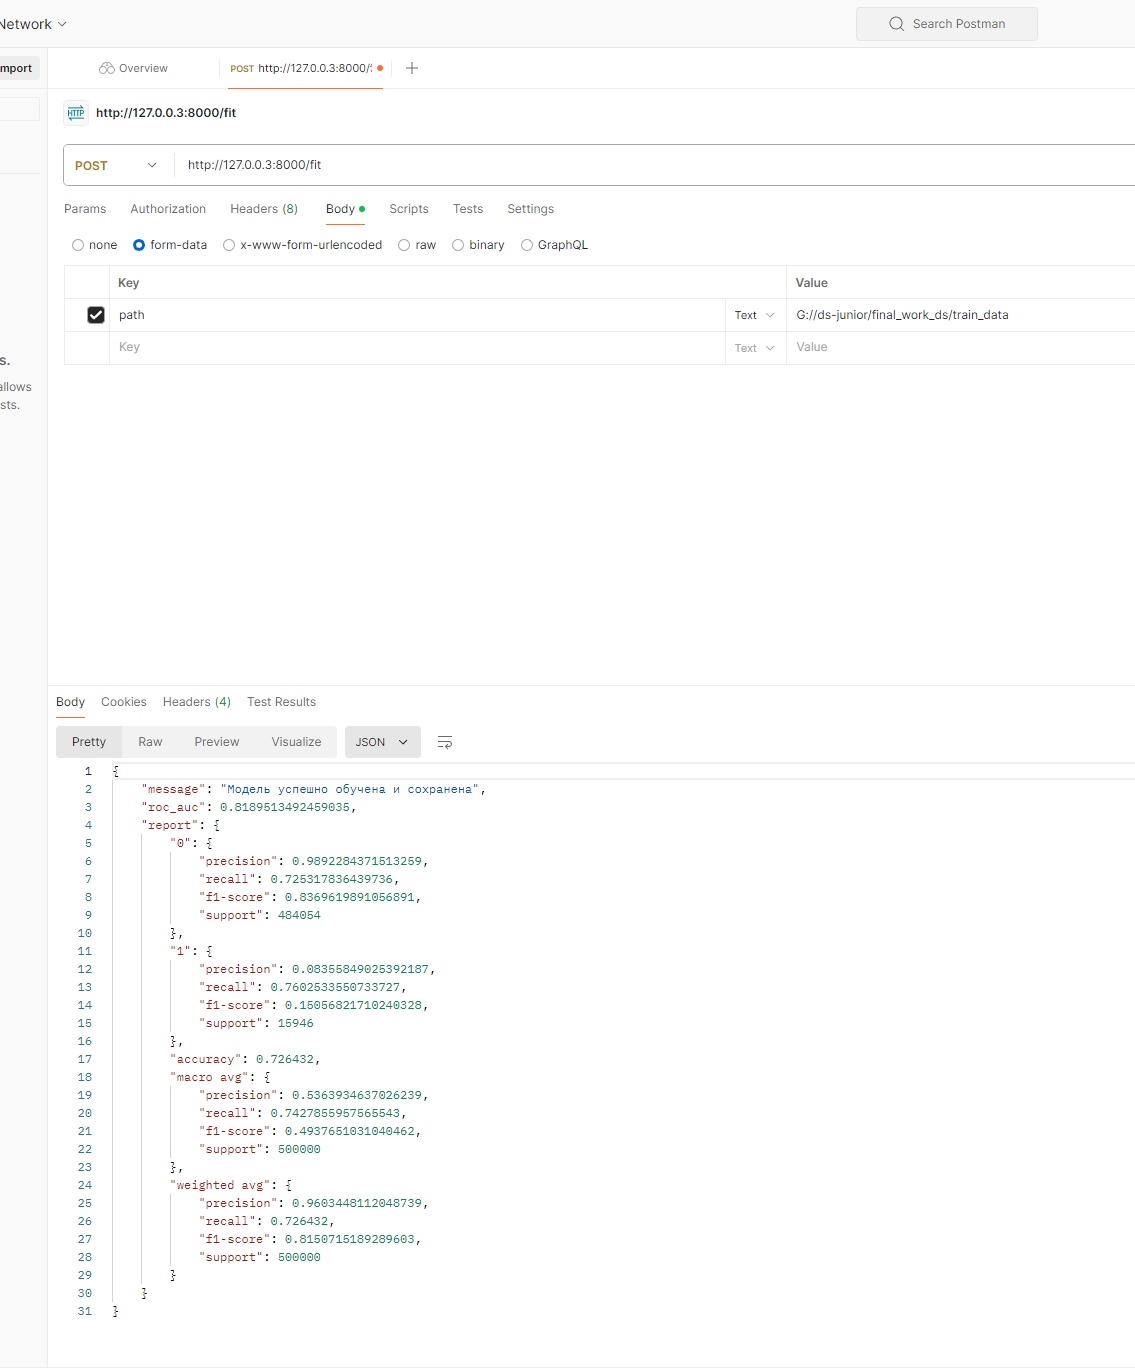 Network
Search Postman
mport
Overview
POST http://127.0.0.3:8000/
HTTP http://127.0.0.3:8000/fit
POST http://127.0.0.3:8000/fit
Params Authorization Headers (8) Body Scripts Tests Settings
none form-data x-www-form-urlencoded raw binary GraphQL
Key Value
path Text G://ds-junior/final_work_ds/train_data
Key Text Value
s.
allows
sts.
Body Cookies Headers (4) Test Results
Pretty Raw Preview Visualize JSON
1 {
2 "message": "Модель успешно обучена и сохранена",
3 "roc_auc": 0.8189513492459035,
4 "report": {
5 "0": {
6 "precision": 0.9892284371513259,
7 "recall": 0.725317836439736,
8 "f1-score": 0.8369619891056891,
9 "support": 484054
10 },
11 "1": {
12 "precision": 0.08355849025392187,
13 "recall": 0.7602533550733727,
14 "f1-score": 0.15056821710240328,
15 "support": 15946
16 },
17 "accuracy": 0.726432,
18 "macro avg": {
19 "precision": 0.5363934637026239,
20 "recall": 0.7427855957565543,
21 "f1-score": 0.4937651031040462,
22 "support": 500000
23 },
24 "weighted avg": {
25 "precision": 0.9603448112048739,
26 "recall": 0.726432,
27 "f1-score": 0.8150715189289603,
28 "support": 500000
29 }
30 }
31 }